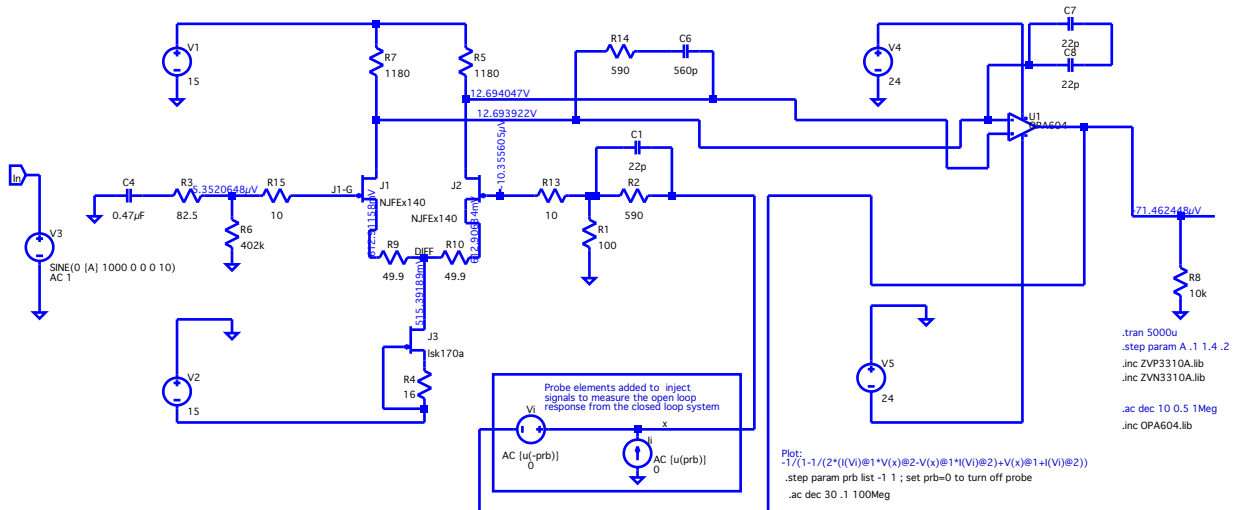 V1
15
R7
1180
R5
1180
R14
590
C6
560p
V4
24
C7
22p
C8
22p
12.694047V
12.693922V
U1
OPA604
-10.355605µV
C1
22p
In
C4
0.47µF
R3
82.5
5.3520648µV
R15
10
J1-G
J1
NJFEx140
J2
NJFEx140
R13
10
R2
590
R6
402k
R1
100
-71.462448µV
V3
SINE(0 {A} 1000 0 0 0 10)
AC 1
R9
49.9
DIFF
R10
49.9
515.39189mV
R8
10k
J3
lsk170a
R4
16
V2
15
V5
24
.tran 5000u
.step param A .1 1.4 .2
.inc ZVP3310A.lib
.inc ZVN3310A.lib
.ac dec 10 0.5 1Meg
.inc OPA604.lib
Probe elements added to inject
signals to measure the open loop
response from the closed loop system
Vi
x
Ii
AC {u(-prb)}
0
AC {u(prb)}
0
Plot:
-1/(1-1/(2*(I(Vi)@1*V(x)@2-V(x)@1*I(Vi)@2)+V(x)@1+I(Vi)@2))
.step param prb list -1 1 ; set prb=0 to turn off probe
.ac dec 30 .1 100Meg